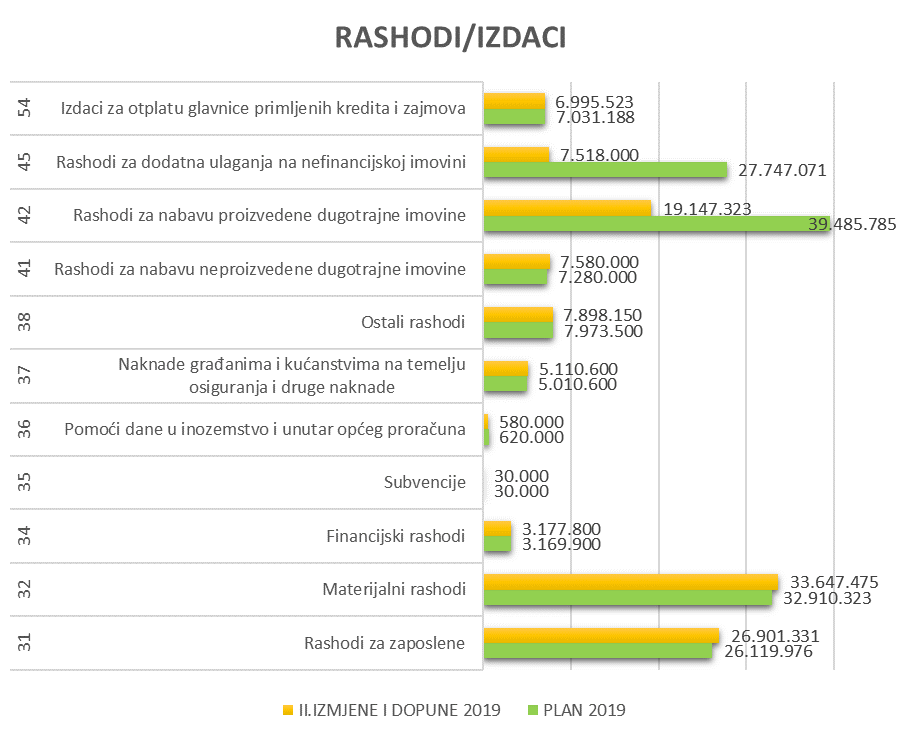 RASHODI/IZDACI
54
Izdaci za otplatu glavnice primljenih kredita i zajmova
6.995.523
7.031.188
45
Rashodi za dodatna ulaganja na nefinancijskoj imovini
7.518.000
27.747.071
42
Rashodi za nabavu proizvedene dugotrajne imovine
19.147.323
39.485.785
41
Rashodi za nabavu neproizvedene dugotrajne imovine
7.580.000
7.280.000
38
Ostali rashodi
7.898.150
7.973.500
37
Naknade građanima i kućanstvima na temelju
osiguranja i druge naknade
5.110.600
5.010.600
36
Pomoći dane u inozemstvo i unutar općeg proračuna
580.000
620.000
35
Subvencije
30.000
30.000
34
Financijski rashodi
3.177.800
3.169.900
32
Materijalni rashodi
33.647.475
32.910.323
31
Rashodi za zaposlene
26.901.331
26.119.976
II.IZMJENE I DOPUNE 2019
PLAN 2019